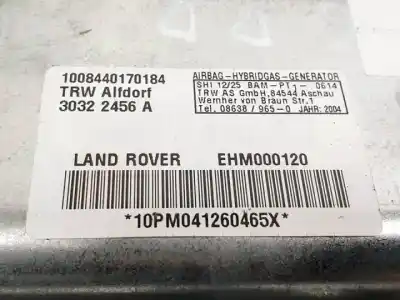 1008440170184
TRW Alfdorf
3032 2456 A
AIRBAG-HYBRIDGAS-GENERATOR
SHI 12/25 BAM-PT1- 0614
TRW AS GmbH,84544 Aschau
Wernher von Braun Str.1
Tel.08638/965-0 JAHR:2004
LAND ROVER EHM000120
*10PM041260465X*